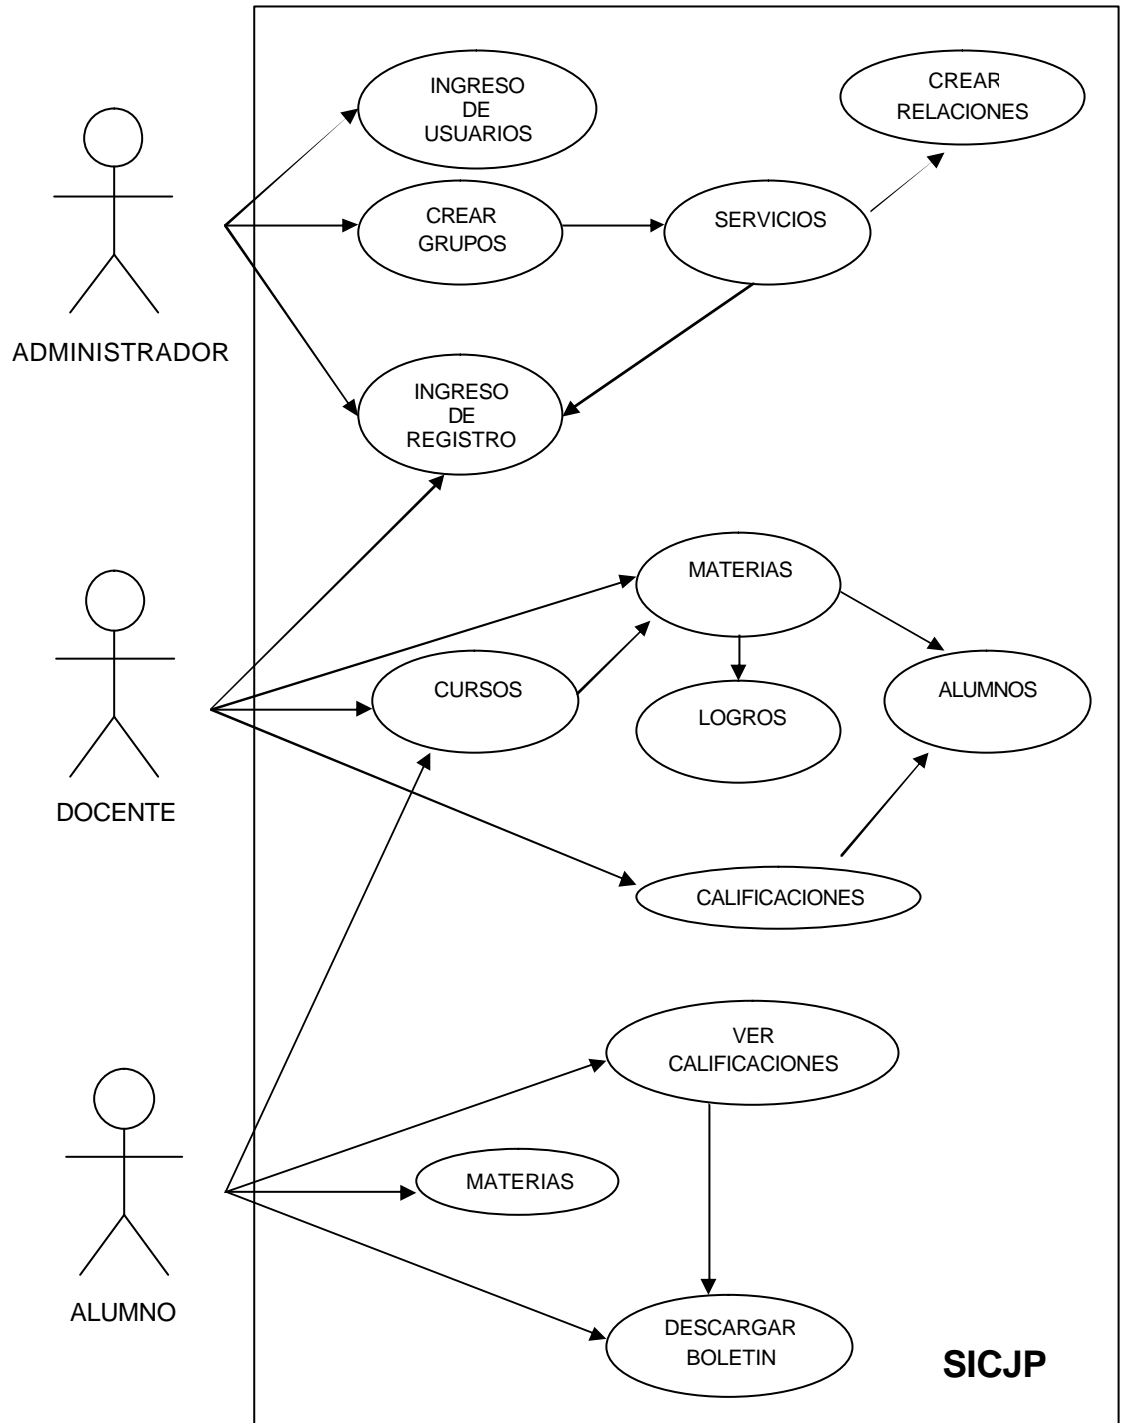 INGRESO
DE
USUARIOS
CREAR
RELACIONES
CREAR
GRUPOS
SERVICIOS
ADMINISTRADOR
INGRESO
DE
REGISTRO
MATERIAS
CURSOS
LOGROS
ALUMNOS
DOCENTE
CALIFICACIONES
VER
CALIFICACIONES
MATERIAS
ALUMNO
DESCARGAR
BOLETIN
SICJP